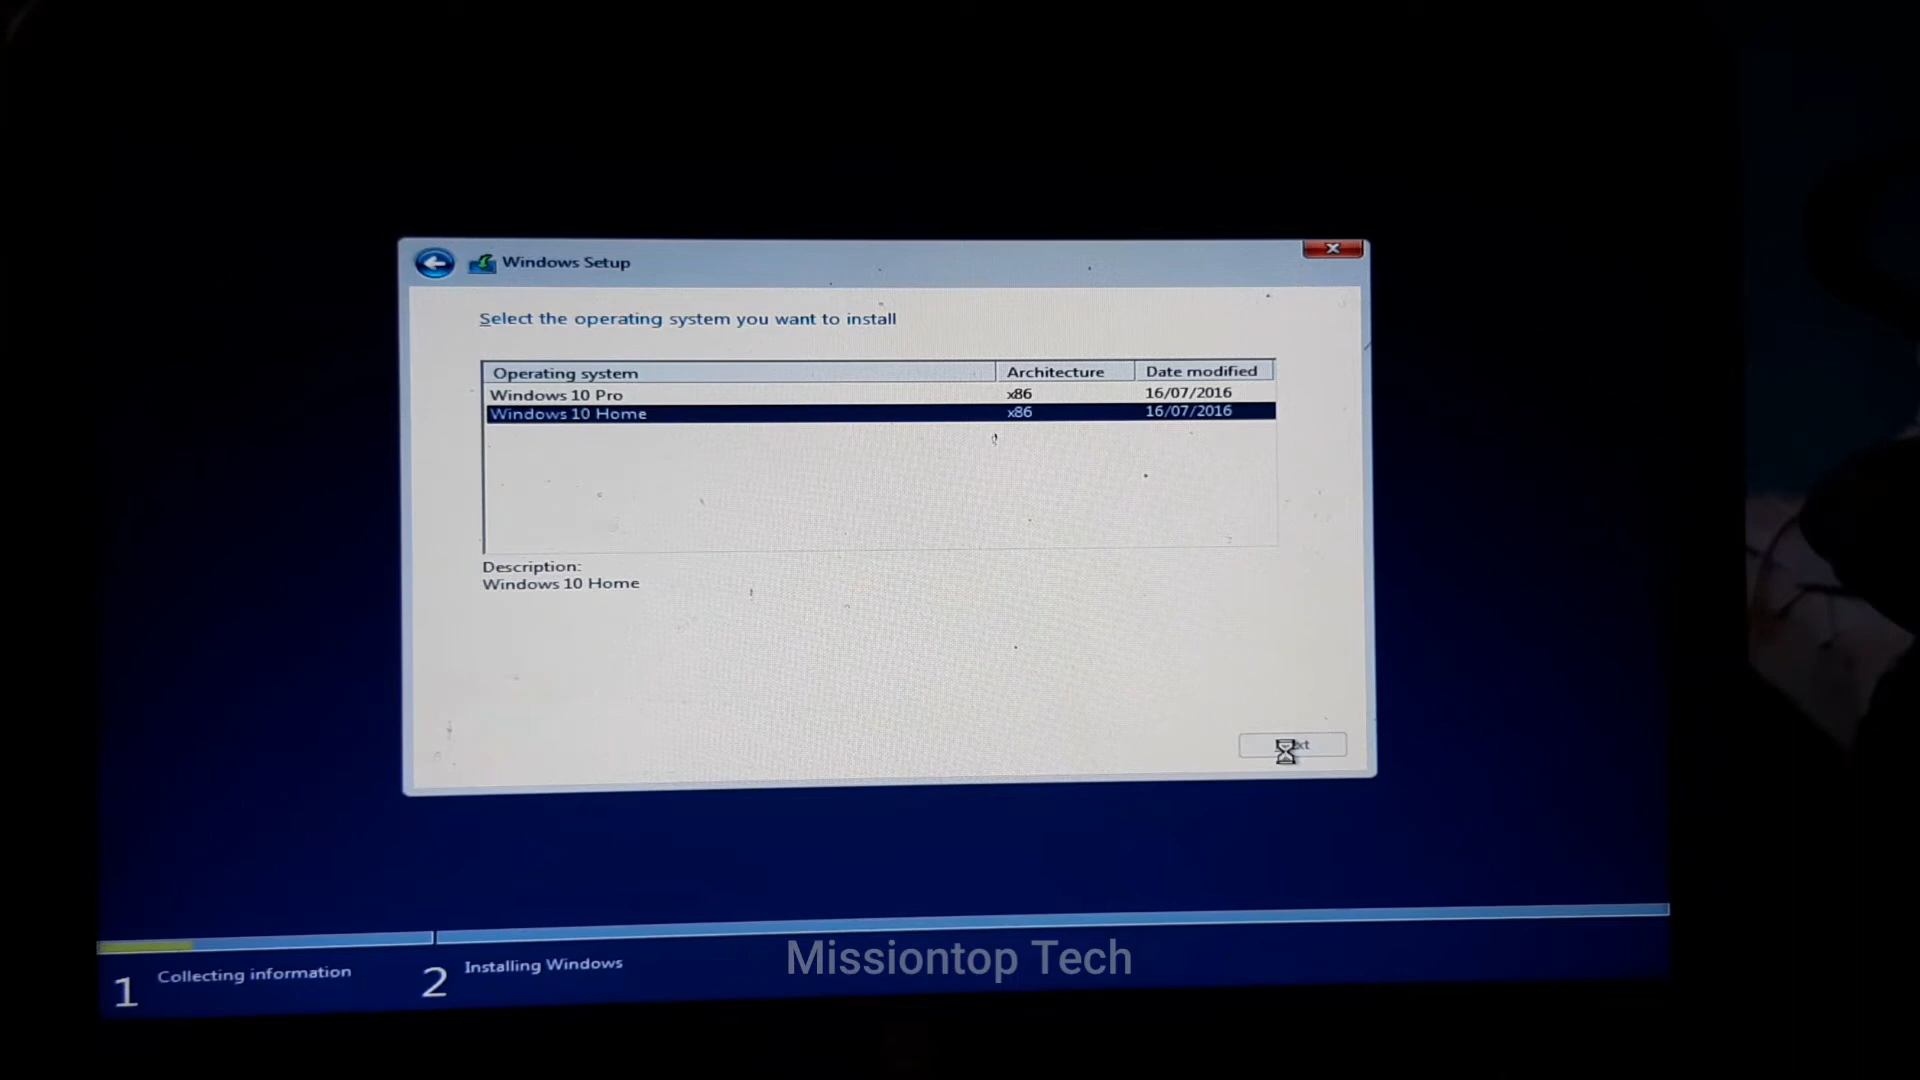 Windows Setup
Select the operating system you want to install
Operating system Architecture Date modified
Windows 10 Pro x86 16/07/2016
Windows 10 Home x86 16/07/2016
Description:
Windows 10 Home
1 Collecting information 2 Installing Windows
Missiontop Tech